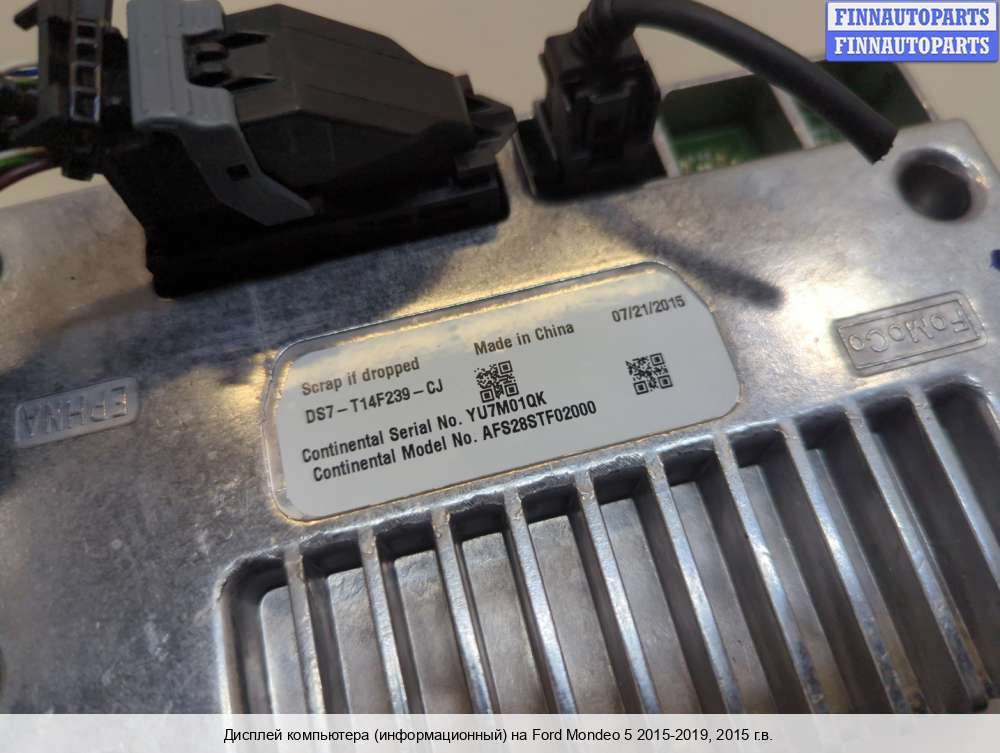 FINNAUTOPARTS
FINNAUTOPARTS
Scrap if dropped
Made in China
07/21/2015
DS7-T14F239-CJ
Continental Serial No. YU7M01QK
Continental Model No. AFS28STF02000
FoMoCo
Дисплей компьютера (информационный) на Ford Mondeo 5 2015-2019, 2015 г.в.